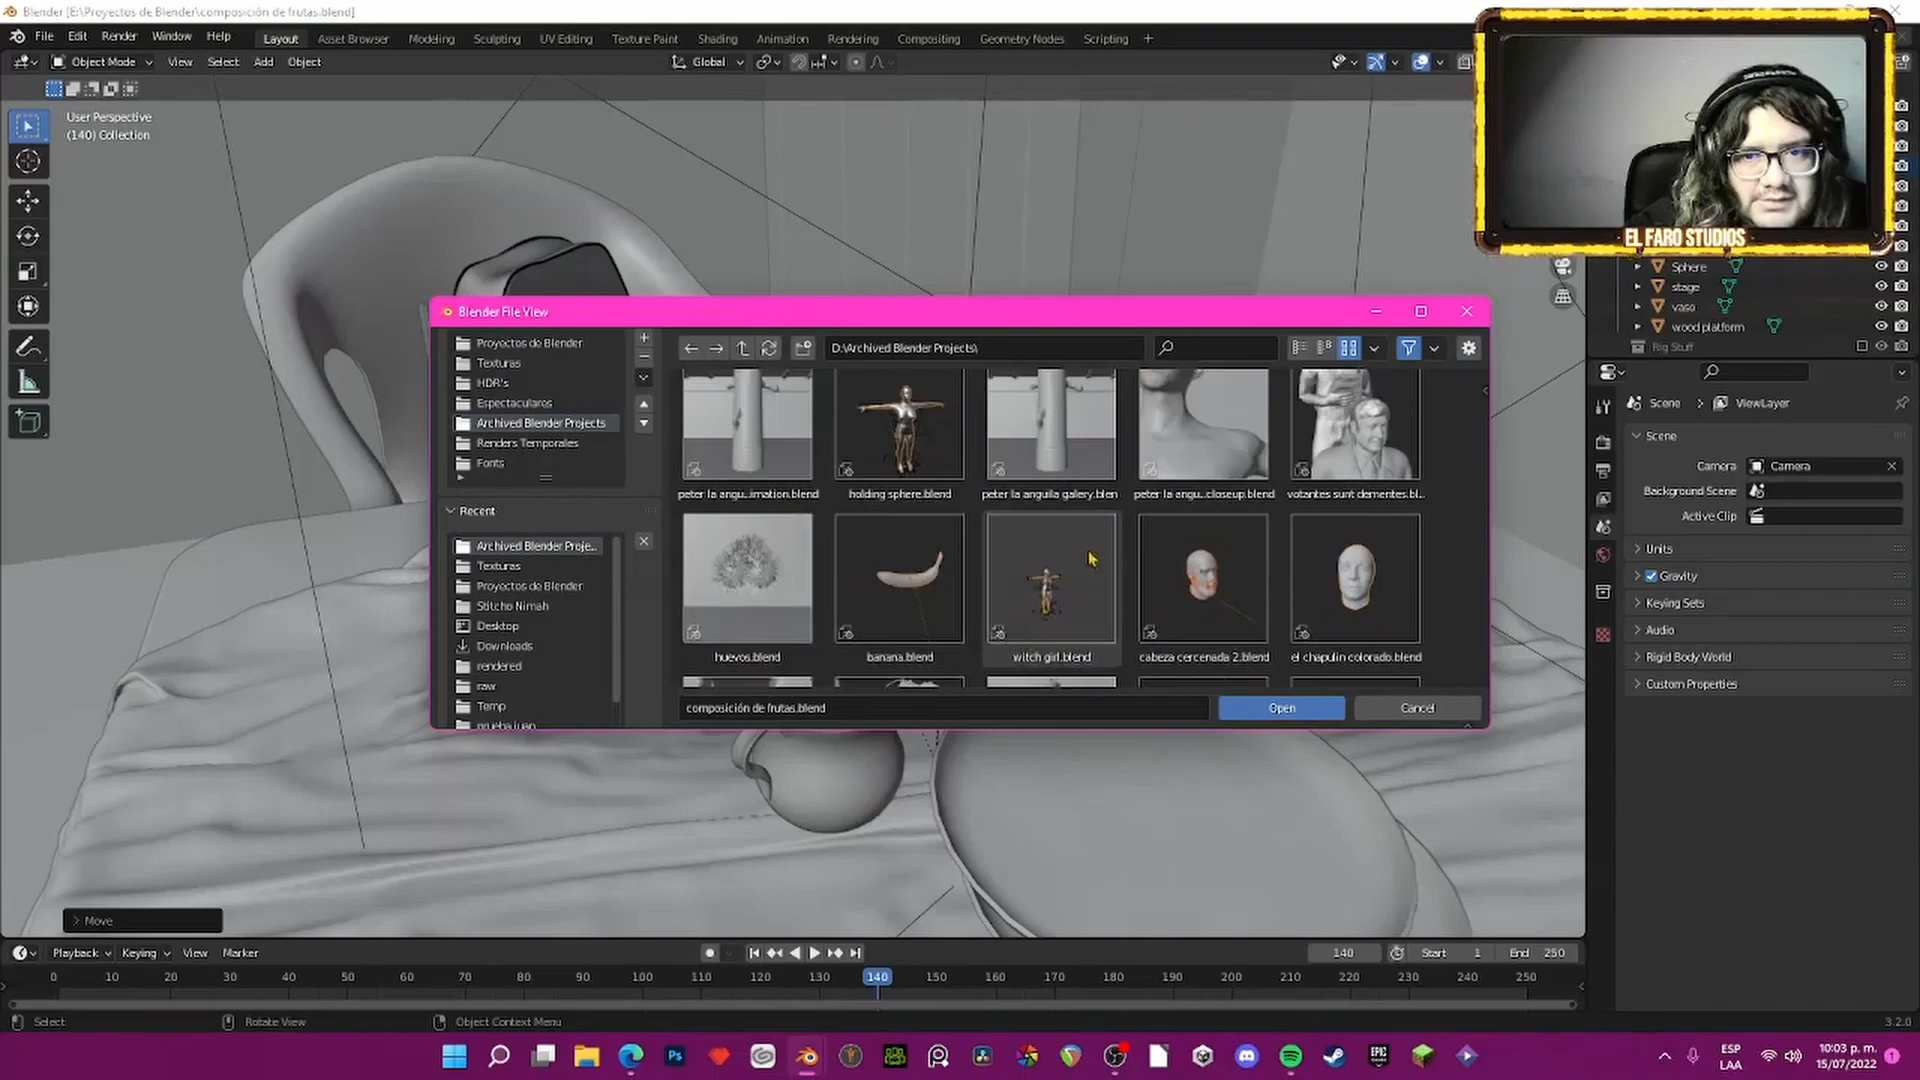 Blender [E:\Proyectos de Blender\composición de frutas.blend]
File Edit Render Window Help
Layout Asset Browser Modeling Sculpting UV Editing Texture Paint Shading Animation Rendering Compositing Geometry Nodes Scripting +
Object Mode View Select Add Object
Global
User Perspective
(140) Collection
EL FARO STUDIOS
Sphere
stage
vaso
wood platform
Rig Stuff
Blender File View
Proyectos de Blender
Texturas
HDR's
Espectaculares
Archived Blender Projects
Renders Temporales
Fonts
Recent
Archived Blender Proje...
Texturas
Proyectos de Blender
Stitcho Nimah
Desktop
Downloads
rendered
raw
Temp
prueba juan
D:\Archived Blender Projects\
peter la angu...imation.blend
holding sphere.blend
peter la anguila galery.blen
peter la angu...closeup.blend
votantes sunt dementes.bl...
huevos.blend
banana.blend
witch girl.blend
cabeza cercenada 2.blend
el chapulin colorado.blend
composición de frutas.blend
Open
Cancel
Scene
ViewLayer
Scene
Camera
Camera
Background Scene
Active Clip
Units
Gravity
Keying Sets
Audio
Rigid Body World
Custom Properties
Move
Playback Keying View Marker
140 Start 1 End 250
0 10 20 30 40 50 60 70 80 90 100 110 120 130 140 150 160 170 180 190 200 210 220 230 240 250
Select
Rotate View
Object Context Menu
3.2.0
Ps
EPIC
ESP
LAA
10:03 p. m.
15/07/2022
1